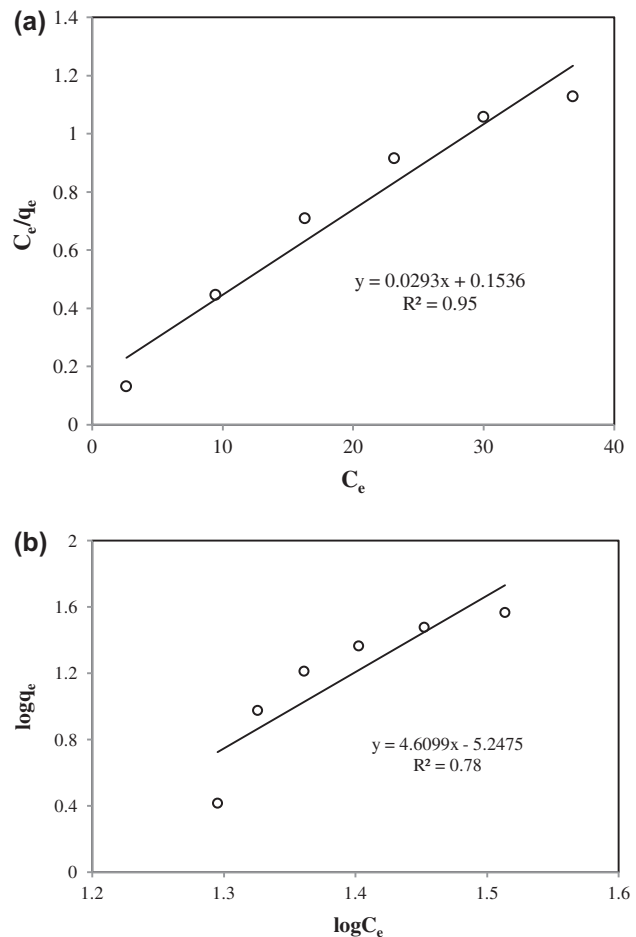 (a)
1.4
1.2
1
0.8
0.6
0.4
0.2
0
Cₑ/qₑ
y = 0.0293x + 0.1536
R² = 0.95
0 10 20 30 40
Cₑ
(b)
2
1.6
1.2
0.8
0.4
0
logqₑ
y = 4.6099x - 5.2475
R² = 0.78
1.2 1.3 1.4 1.5 1.6
logCₑ